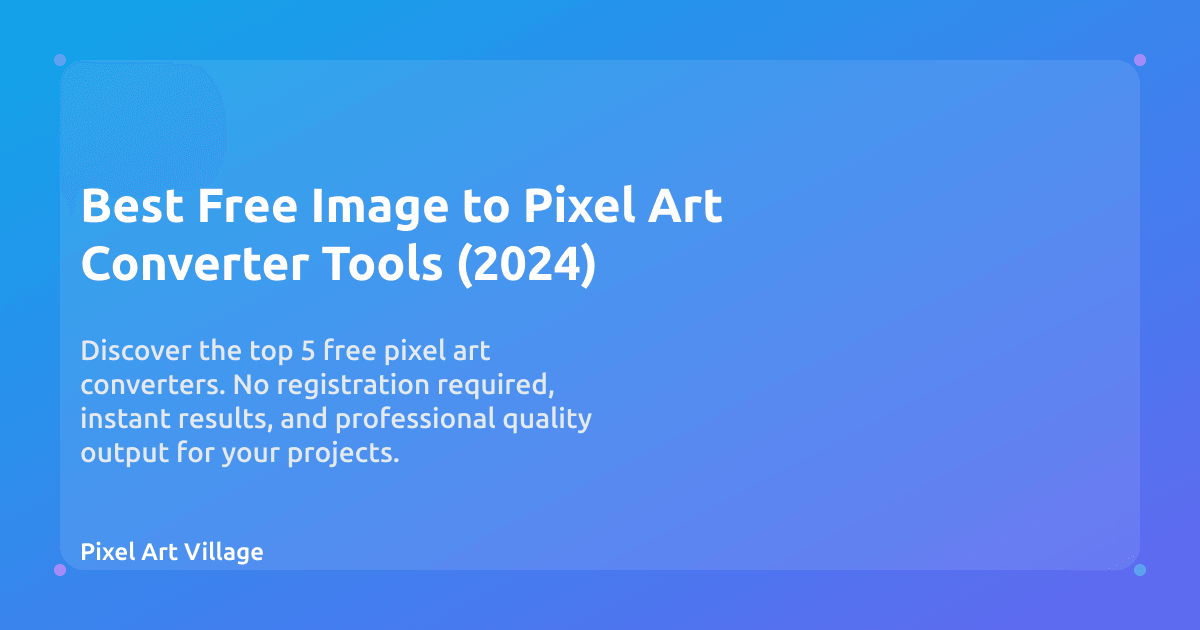 Best Free Image to Pixel Art
Converter Tools (2024)
Discover the top 5 free pixel art
converters. No registration required,
instant results, and professional quality
output for your projects.
Pixel Art Village